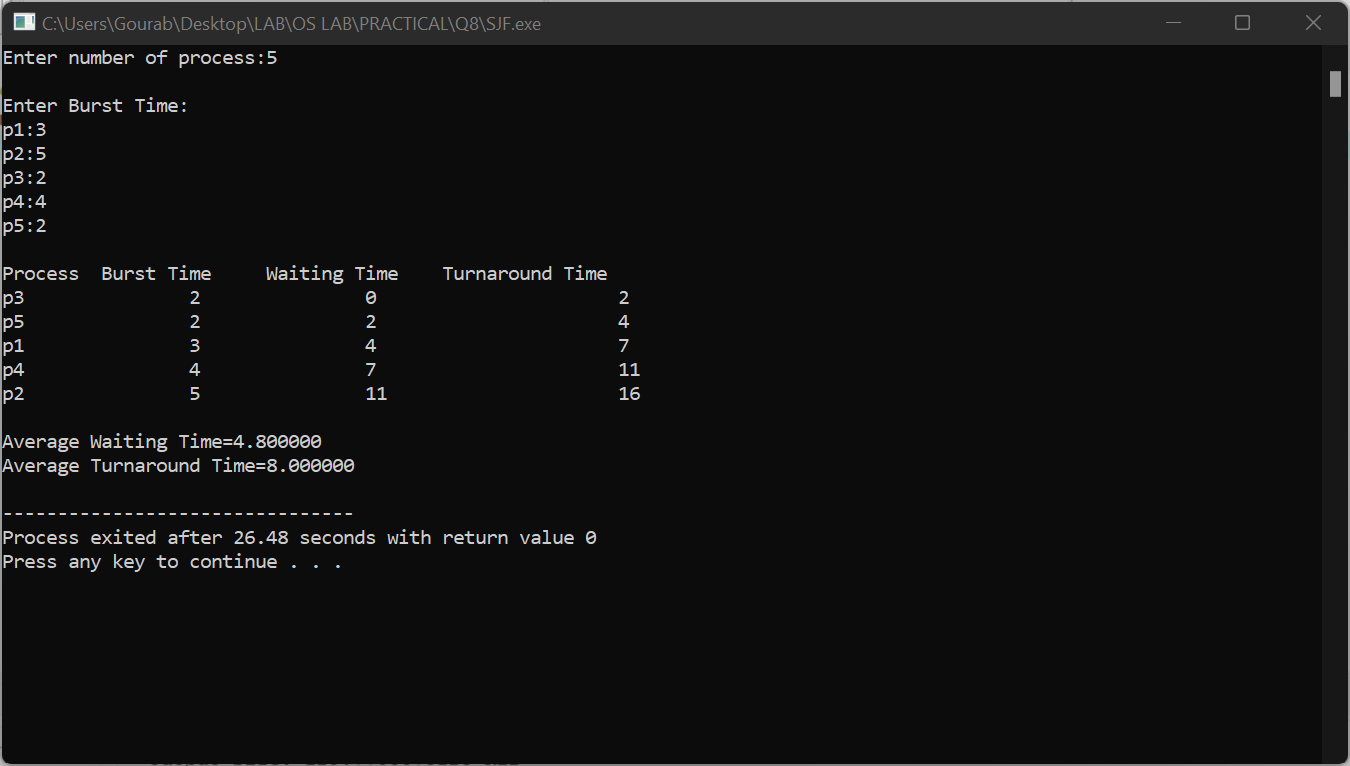 C:\Users\Gourab\Desktop\LAB\OS LAB\PRACTICAL\Q8\SJF.exe
Enter number of process:5
Enter Burst Time:
p1:3
p2:5
p3:2
p4:4
p5:2
Process  Burst Time     Waiting Time    Turnaround Time
p3               2               0                      2
p5               2               2                      4
p1               3               4                      7
p4               4               7                      11
p2               5               11                     16
Average Waiting Time=4.800000
Average Turnaround Time=8.000000
--------------------------------
Process exited after 26.48 seconds with return value 0
Press any key to continue . . .